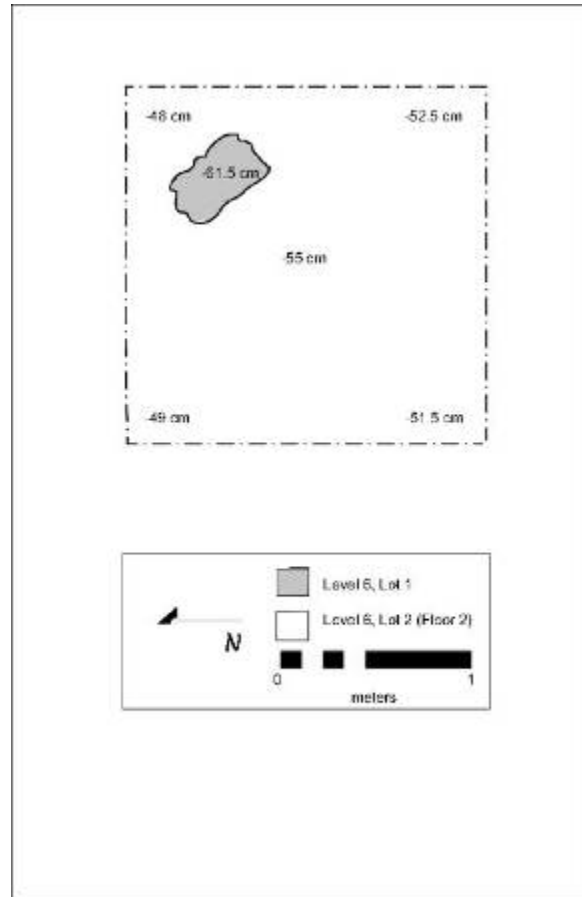 -48 cm -52.5 cm
-61.5 cm
-55 cm
-49 cm -51.5 cm
Level 6, Lot 1
Level 6, Lot 2 (Floor 2)
N
0 1
meters